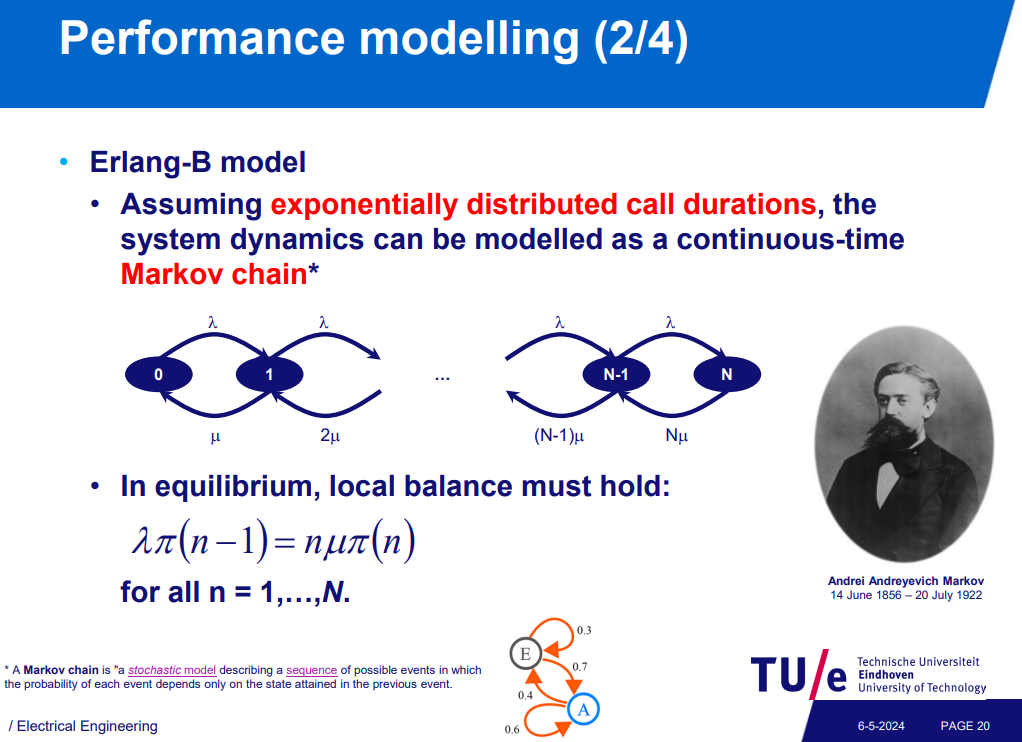 Performance modelling (2/4)
• Erlang-B model
• Assuming exponentially distributed call durations, the
system dynamics can be modelled as a continuous-time
Markov chain*
λ λ λ λ
0 1 ... N-1 N
μ 2μ (N-1)μ Nμ
• In equilibrium, local balance must hold:
λπ(n−1)=nμπ(n)
for all n = 1,…,N.
Andrei Andreyevich Markov
14 June 1856 – 20 July 1922
* A Markov chain is "a stochastic model describing a sequence of possible events in which
the probability of each event depends only on the state attained in the previous event.
0.3
E
0.7
0.4
A
0.6
TU/e
Technische Universiteit
Eindhoven
University of Technology
/ Electrical Engineering
6-5-2024 PAGE 20